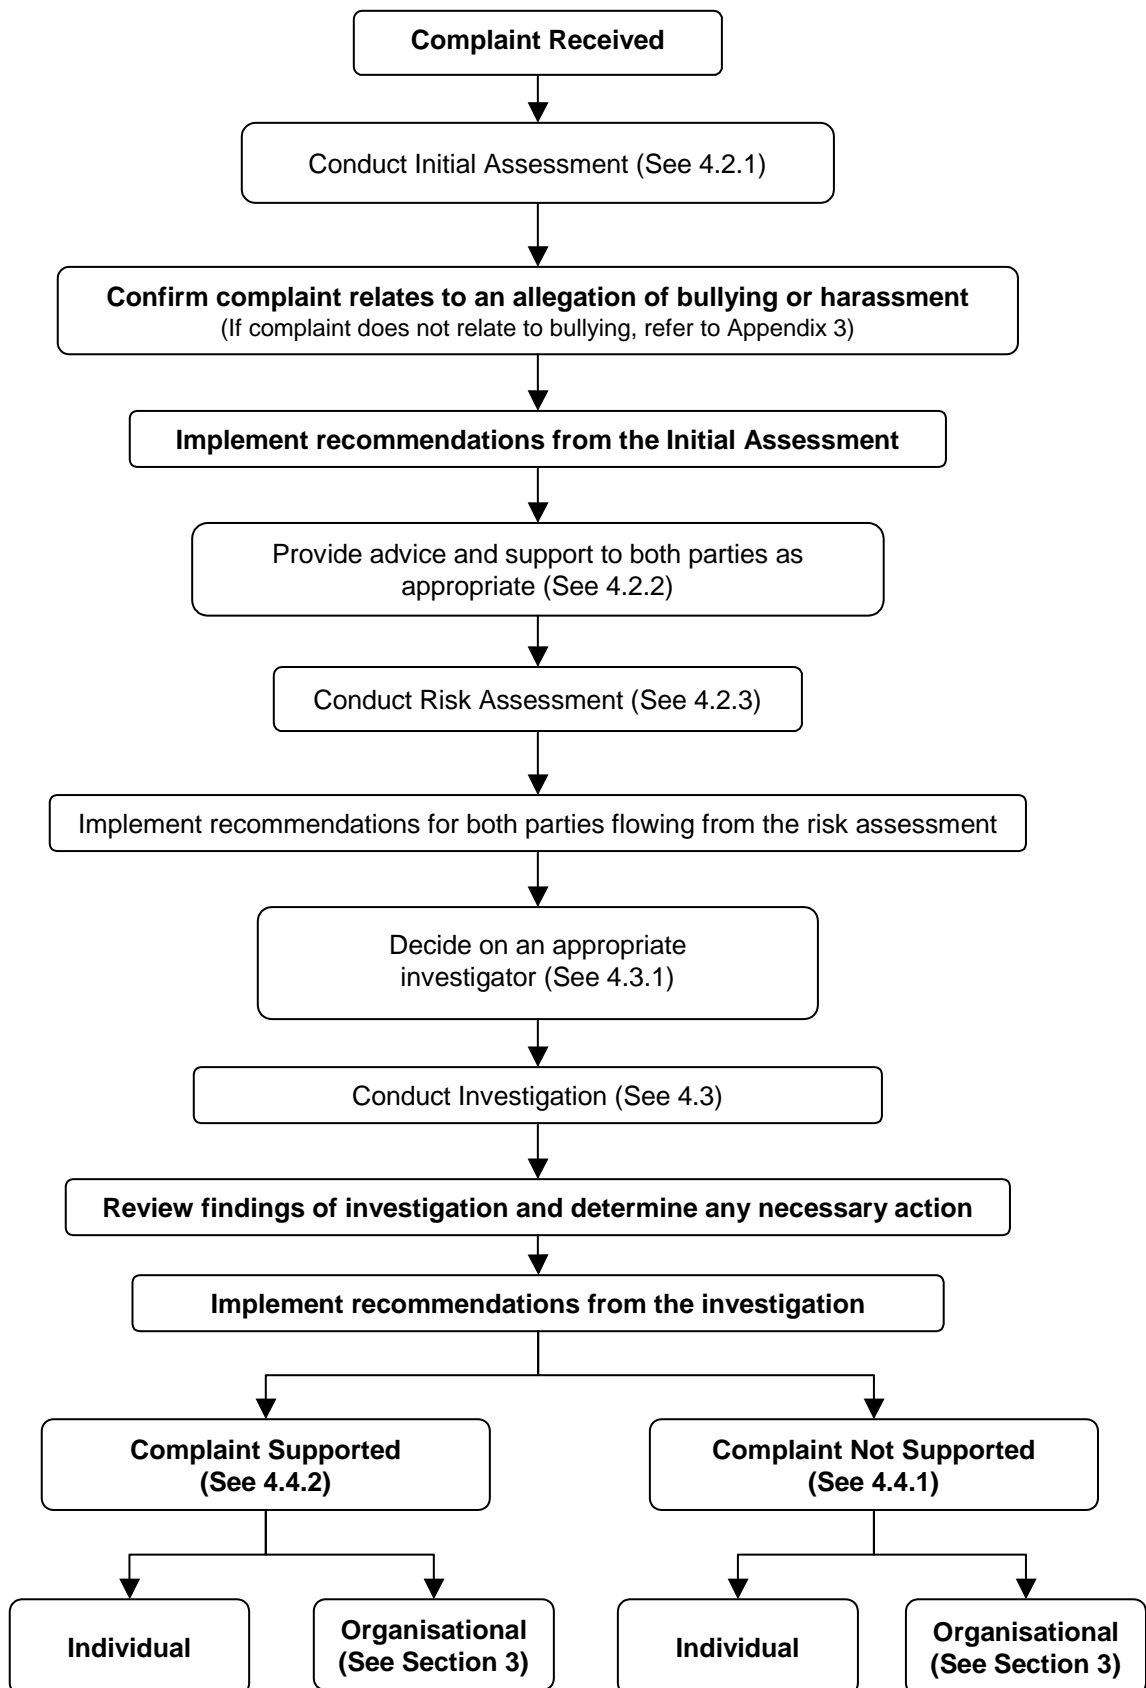 Complaint Received
Conduct Initial Assessment (See 4.2.1)
Confirm complaint relates to an allegation of bullying or harassment
(If complaint does not relate to bullying, refer to Appendix 3)
Implement recommendations from the Initial Assessment
Provide advice and support to both parties as
appropriate (See 4.2.2)
Conduct Risk Assessment (See 4.2.3)
Implement recommendations for both parties flowing from the risk assessment
Decide on an appropriate
investigator (See 4.3.1)
Conduct Investigation (See 4.3)
Review findings of investigation and determine any necessary action
Implement recommendations from the investigation
Complaint Supported
(See 4.4.2)
Complaint Not Supported
(See 4.4.1)
Individual
Organisational
(See Section 3)
Individual
Organisational
(See Section 3)